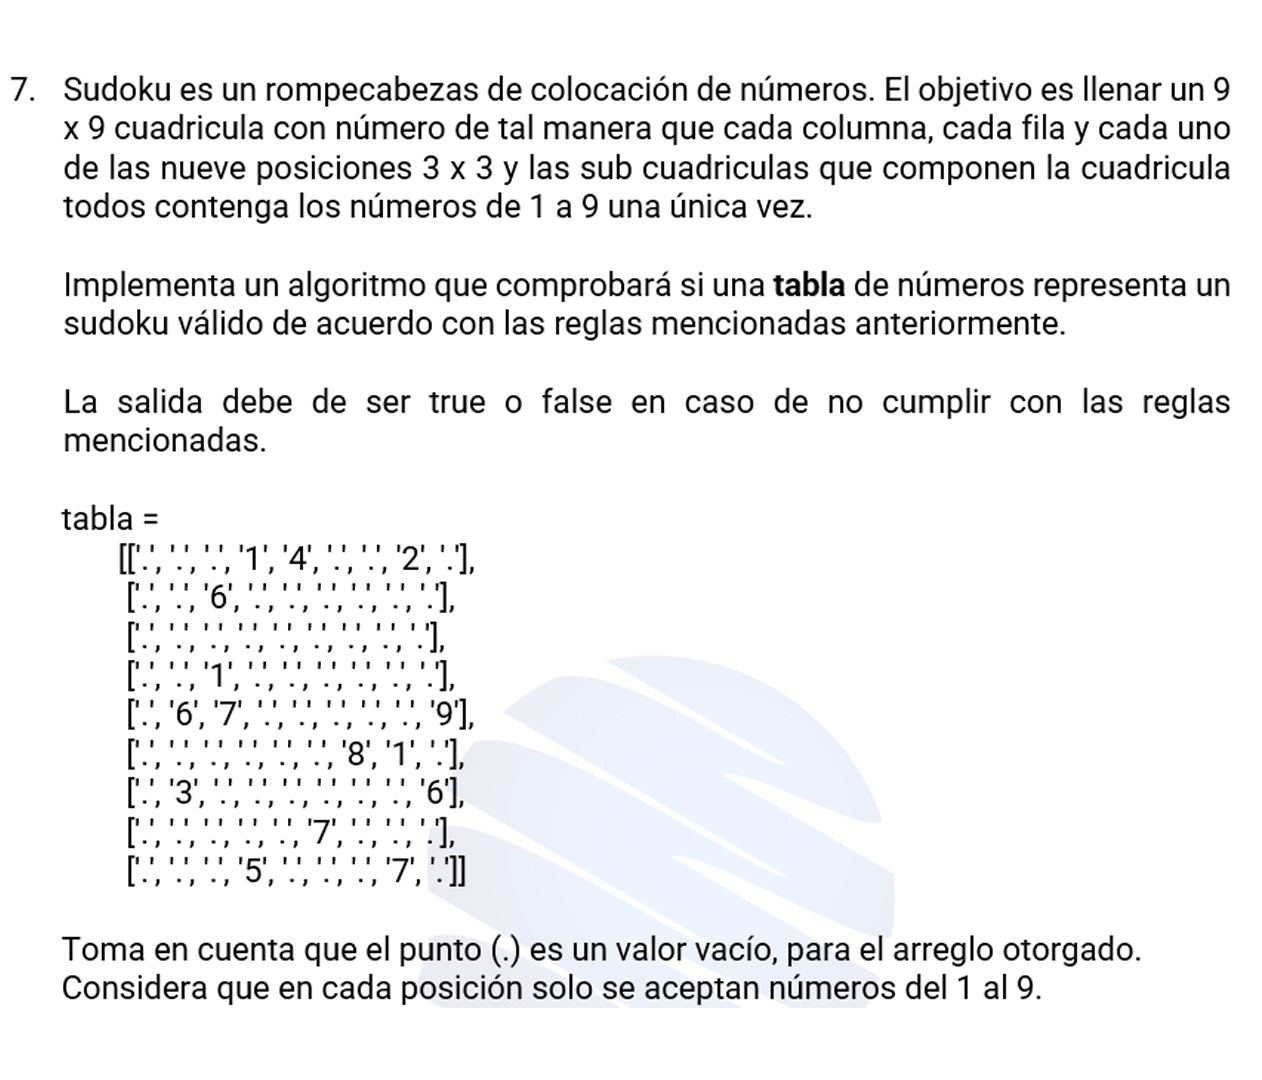 7. Sudoku es un rompecabezas de colocación de números. El objetivo es llenar un 9
x 9 cuadricula con número de tal manera que cada columna, cada fila y cada uno
de las nueve posiciones 3 x 3 y las sub cuadriculas que componen la cuadricula
todos contenga los números de 1 a 9 una única vez.
Implementa un algoritmo que comprobará si una tabla de números representa un
sudoku válido de acuerdo con las reglas mencionadas anteriormente.
La salida debe de ser true o false en caso de no cumplir con las reglas
mencionadas.
tabla =
[['.', '.', '.', '1', '4', '.', '.', '2', '.'],
['.', '.', '6', '.', '.', '.', '.', '.', '.'],
['.', '.', '.', '.', '.', '.', '.', '.', '.'],
['.', '.', '1', '.', '.', '.', '.', '.', '.'],
['.', '6', '7', '.', '.', '.', '.', '.', '9'],
['.', '.', '.', '.', '.', '.', '8', '1', '.'],
['.', '3', '.', '.', '.', '.', '.', '.', '6'],
['.', '.', '.', '.', '.', '7', '.', '.', '.'],
['.', '.', '.', '5', '.', '.', '.', '7', '.']]
Toma en cuenta que el punto (.) es un valor vacío, para el arreglo otorgado.
Considera que en cada posición solo se aceptan números del 1 al 9.